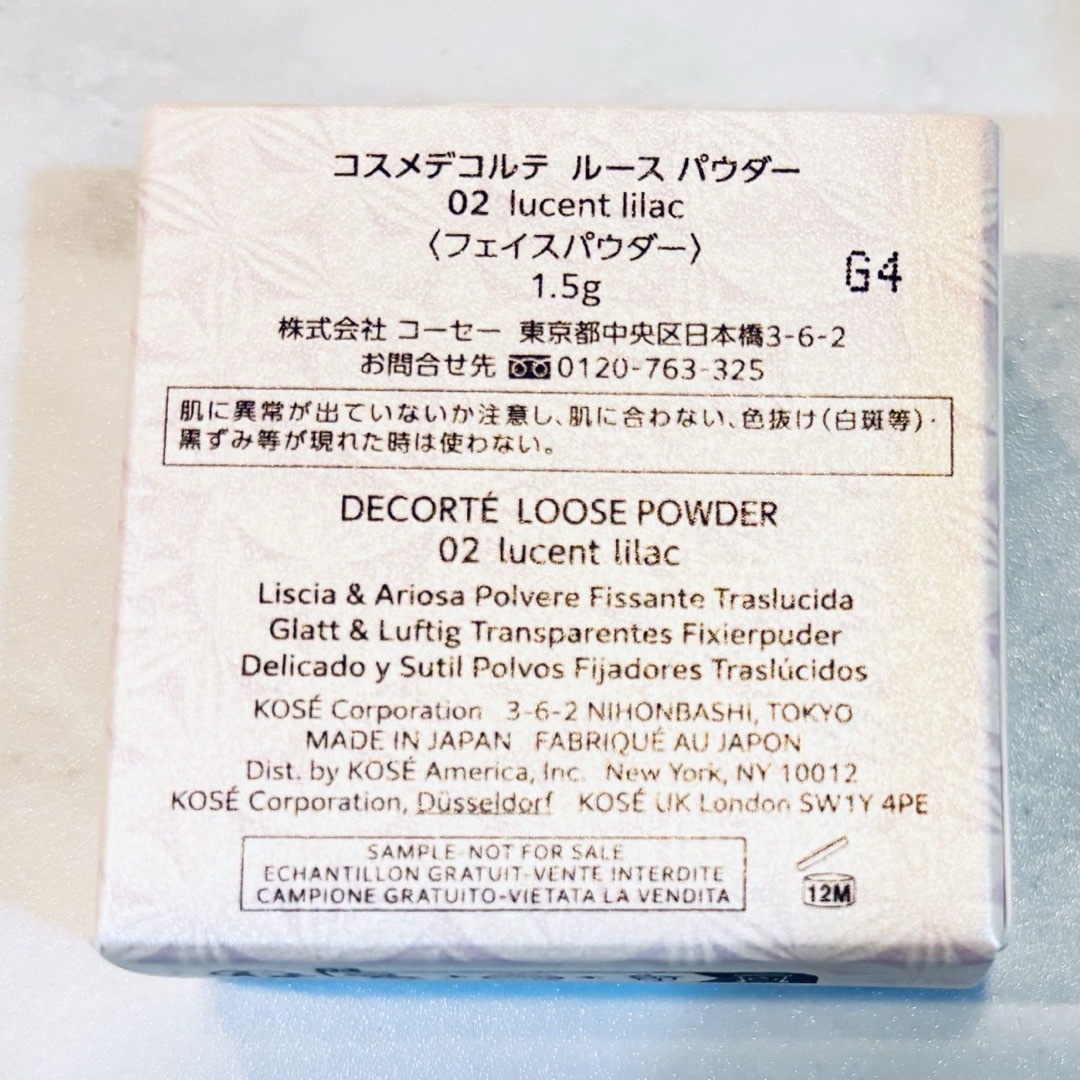 コスメデコルテ ルース パウダー
02 lucent lilac
〈フェイスパウダー〉
1.5g
G4
株式会社 コーセー 東京都中央区日本橋3-6-2
お問合せ先 0120-763-325
肌に異常が出ていないか注意し、肌に合わない、色抜け(白斑等)・
黒ずみ等が現れた時は使わない。
DECORTÉ LOOSE POWDER
02 lucent lilac
Liscia & Ariosa Polvere Fissante Traslucida
Glatt & Luftig Transparentes Fixierpuder
Delicado y Sutil Polvos Fijadores Traslúcidos
KOSÉ Corporation 3-6-2 NIHONBASHI, TOKYO
MADE IN JAPAN FABRIQUÉ AU JAPON
Dist. by KOSÉ America, Inc. New York, NY 10012
KOSÉ Corporation, Düsseldorf KOSÉ UK London SW1Y 4PE
SAMPLE-NOT FOR SALE
ECHANTILLON GRATUIT-VENTE INTERDITE
CAMPIONE GRATUITO-VIETATA LA VENDITA
12M